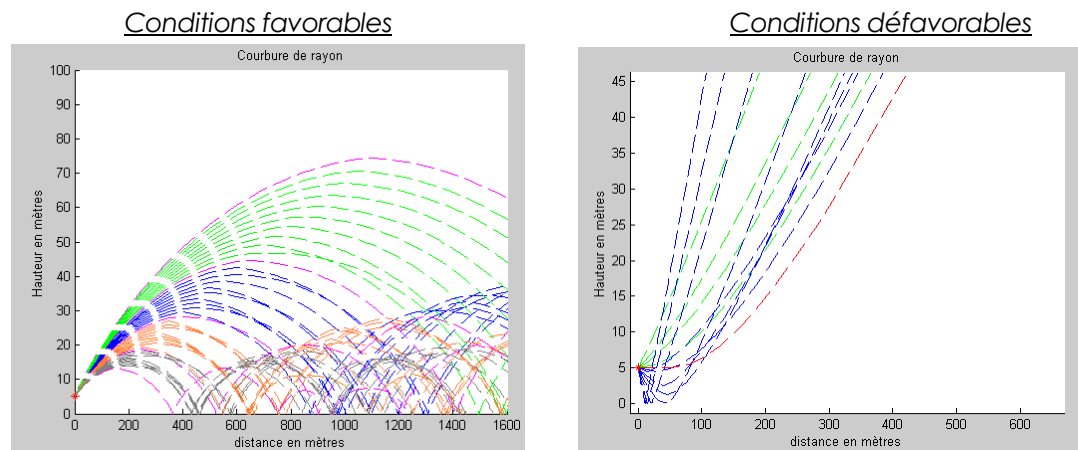 Conditions favorables
Courbure de rayon
100
90
80
70
60
50
40
30
20
10
0
Hauteur en mètres
0 200 400 600 800 1000 1200 1400 1600
distance en mètres
Conditions défavorables
Courbure de rayon
45
40
35
30
25
20
15
10
5
0
Hauteur en mètres
0 100 200 300 400 500 600
distance en mètres